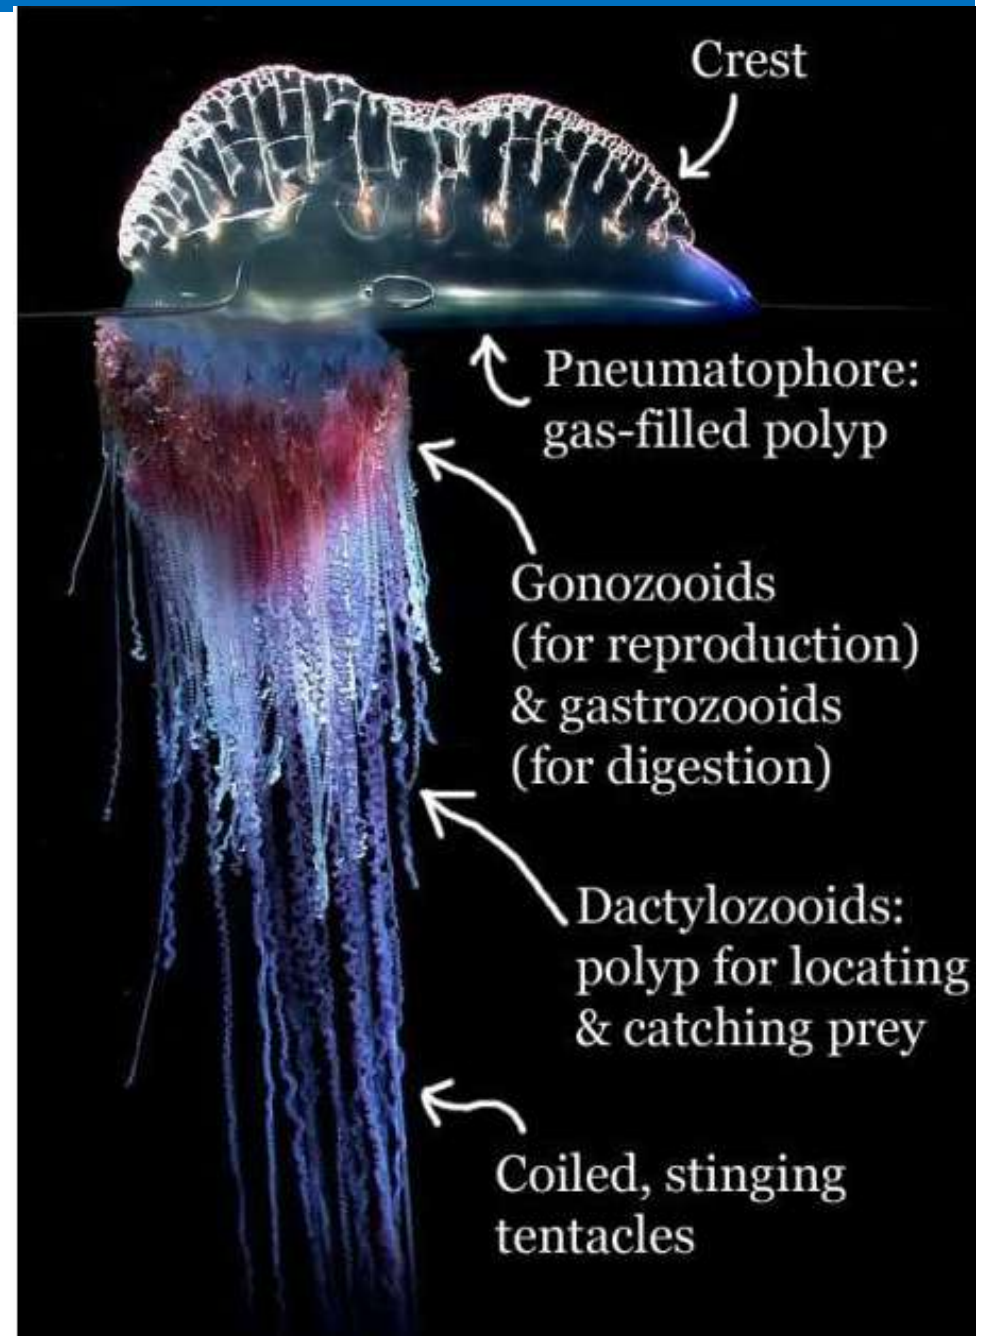 Crest
Pneumatophore:
gas-filled polyp
Gonozooids
(for reproduction)
& gastrozooids
(for digestion)
Dactylozooids:
polyp for locating
& catching prey
Coiled, stinging
tentacles